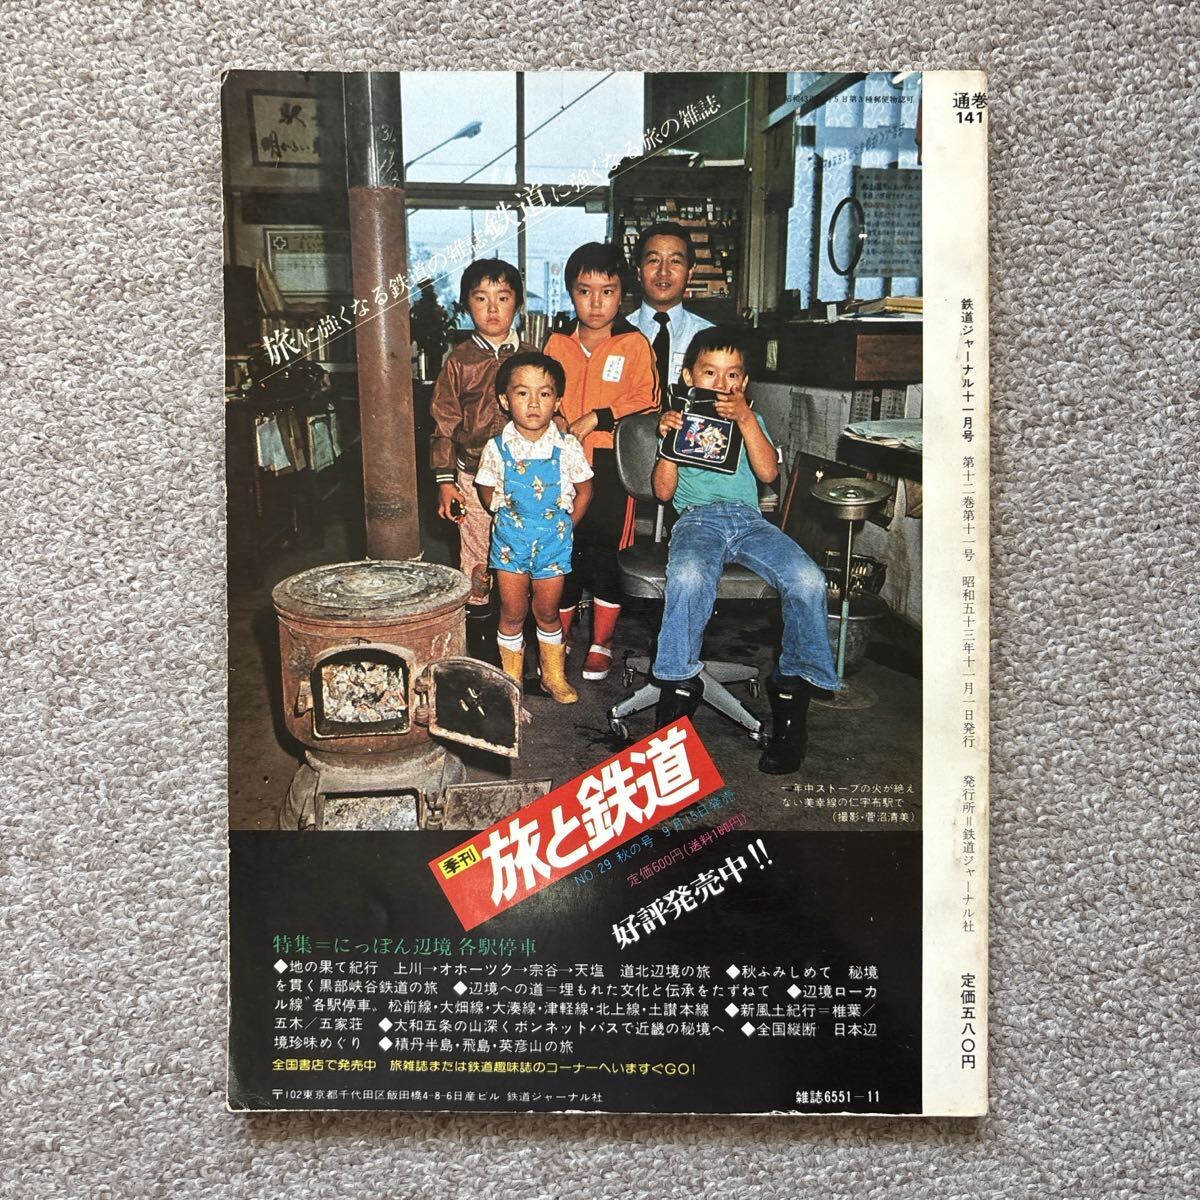 通巻
141
鉄道ジャーナル十一月号 第十二巻第十一号 昭和五十三年十一月一日発行 発行所＝鉄道ジャーナル社 定価五八〇円
旅に強くなる鉄道の雑誌 鉄道に強くなる旅の雑誌
一年中ストーブの火が絶え
ない美幸線の仁宇布駅で
(撮影・菅沼清美)
季刊 旅と鉄道
NO.29 秋の号 9月15日発売
定価600円(送料100円)
好評発売中!!
特集＝にっぽん辺境 各駅停車
◆地の果て紀行 上川→オホーツク→宗谷→天塩 道北辺境の旅 ◆秋ふみしめて 秘境
を貫く黒部峡谷鉄道の旅 ◆辺境への道＝埋もれた文化と伝承をたずねて ◆辺境ローカ
ル線“各駅停車„ 松前線・大畑線・大湊線・津軽線・北上線・土讃本線 ◆新風土紀行＝椎葉／
五木／五家荘 ◆大和五条の山深くボンネットバスで近畿の秘境へ ◆全国縦断 日本辺
境珍味めぐり ◆積丹半島・飛島・英彦山の旅
全国書店で発売中 旅雑誌または鉄道趣味誌のコーナーへいますぐGO！
〒102東京都千代田区飯田橋4-8-6日産ビル 鉄道ジャーナル社
雑誌6551-11